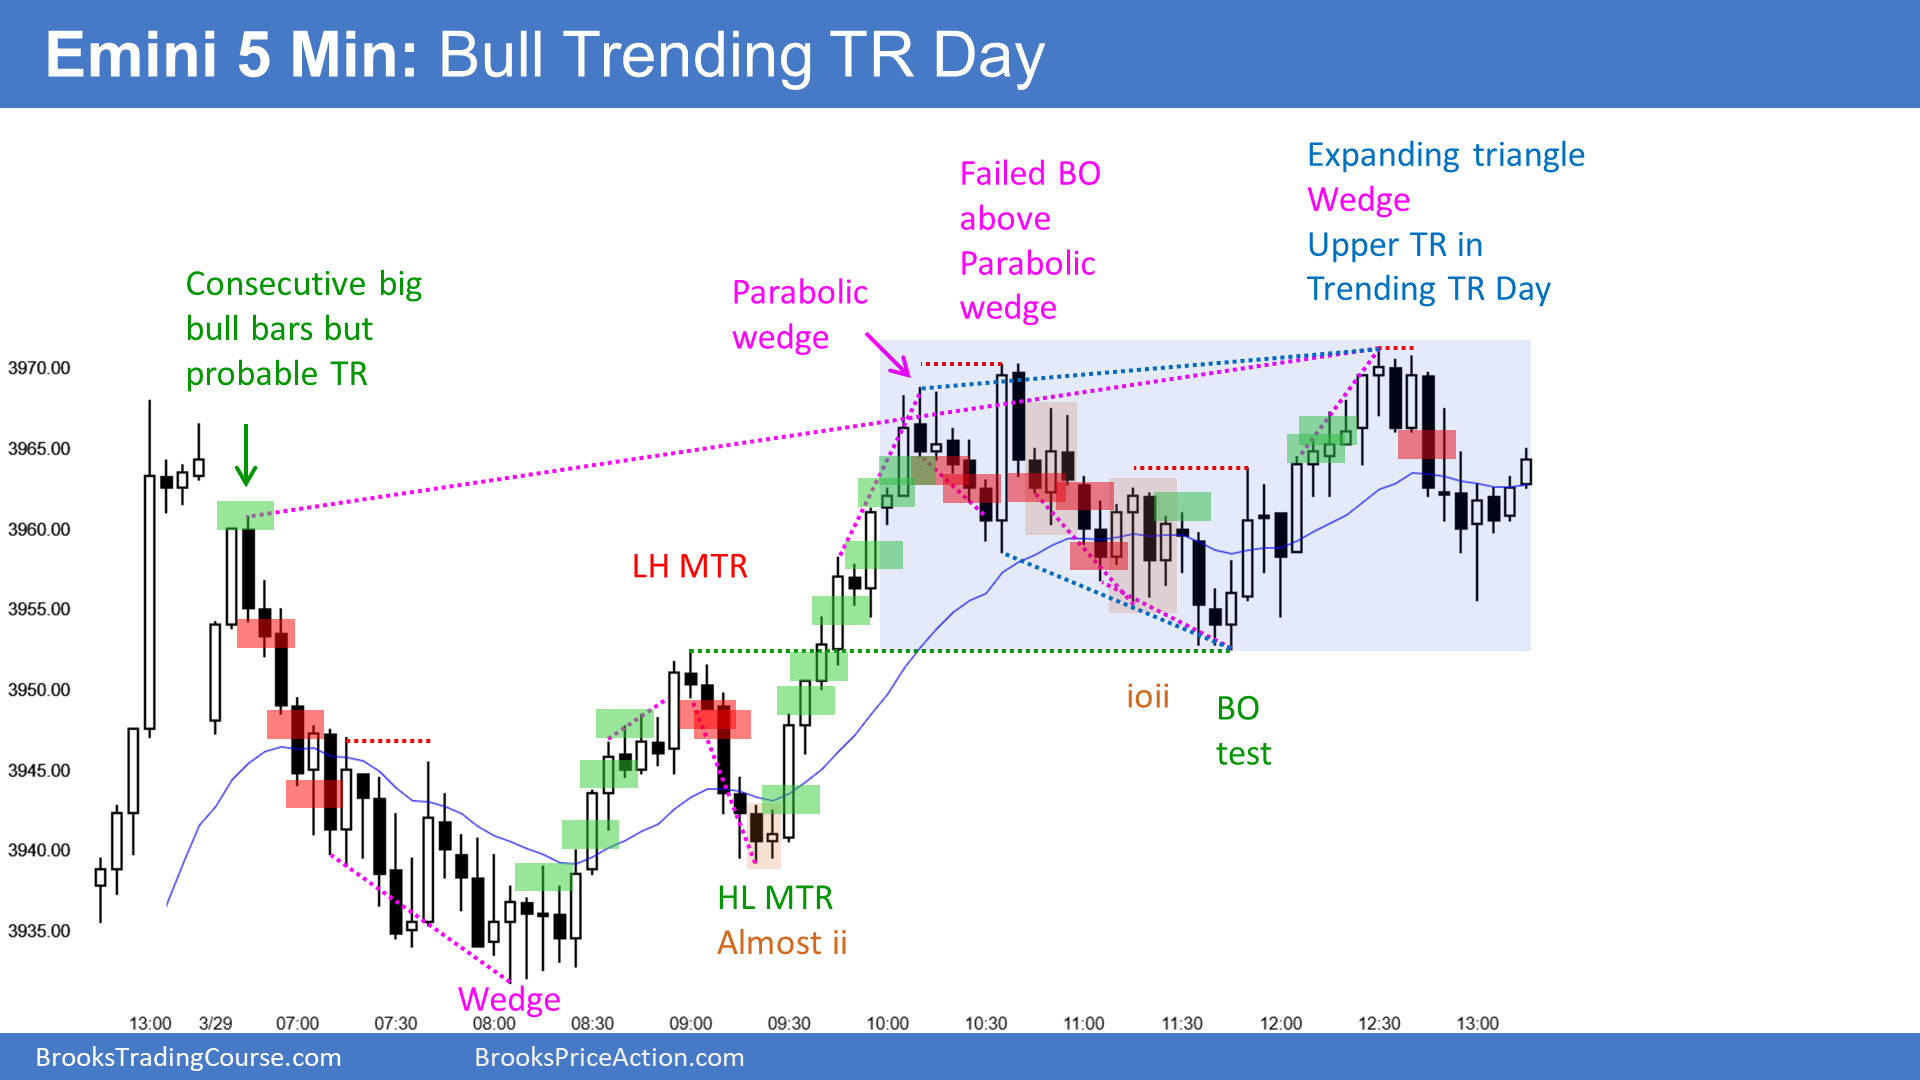 Emini 5 Min: Bull Trending TR Day
Consecutive big
bull bars but
probable TR
Parabolic
wedge
Failed BO
above
Parabolic
wedge
Expanding triangle
Wedge
Upper TR in
Trending TR Day
LH MTR
HL MTR
Almost ii
Wedge
ioii
BO
test
3970.00
3965.00
3960.00
3955.00
3950.00
3945.00
3940.00
3935.00
13:00 3/29 07:00 07:30 08:00 08:30 09:00 09:30 10:00 10:30 11:00 11:30 12:00 12:30 13:00
BrooksTradingCourse.com BrooksPriceAction.com